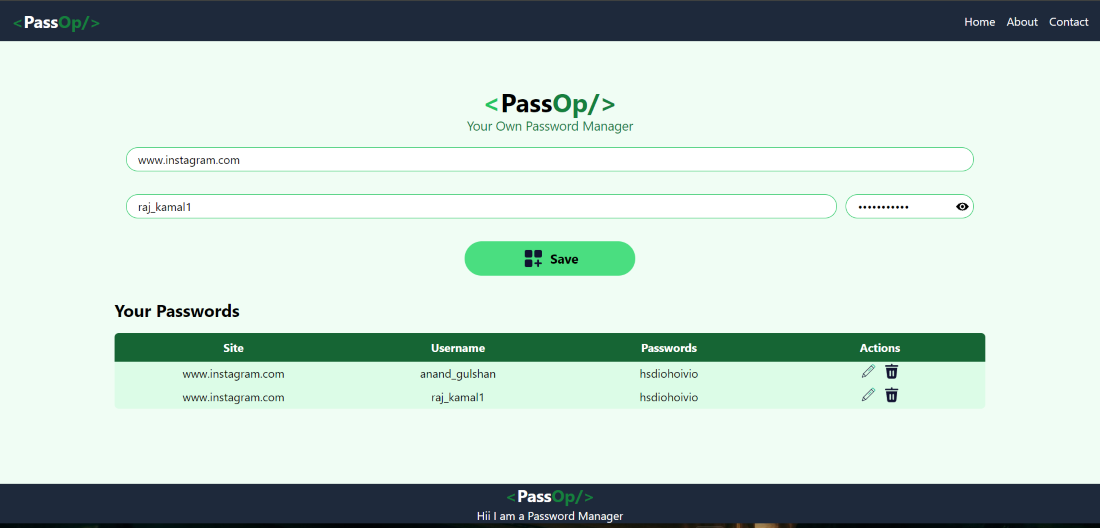 <PassOp/>
Home About Contact
<PassOp/>
Your Own Password Manager
www.instagram.com
raj_kamal1 •••••••••••
Save
Your Passwords
Site Username Passwords Actions
www.instagram.com anand_gulshan hsdiohoivio
www.instagram.com raj_kamal1 hsdiohoivio
<PassOp/>
Hii I am a Password Manager